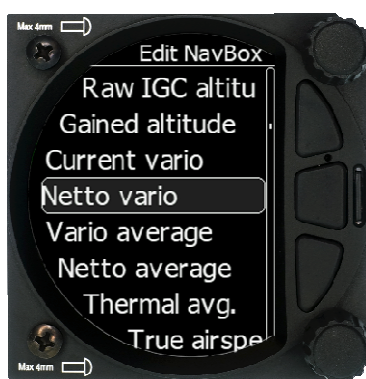 Max 4mm
Edit NavBox
Raw IGC altitu
Gained altitude
Current vario
Netto vario
Vario average
Netto average
Thermal avg.
True airspe
Max 4mm